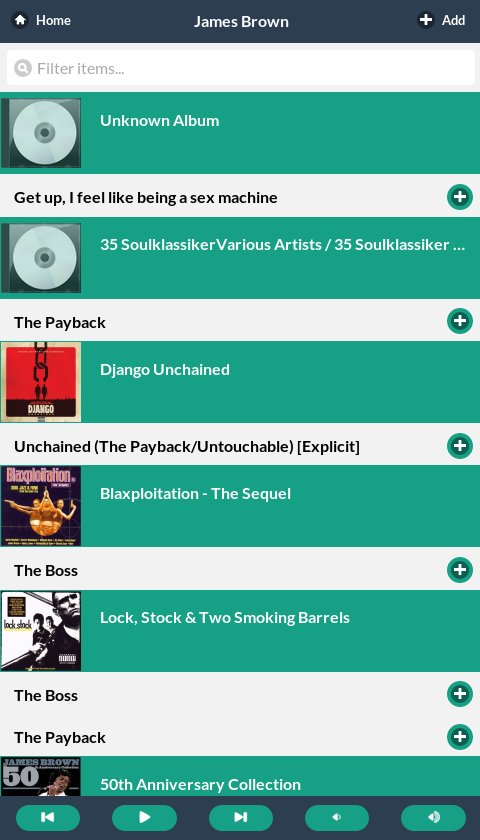 Home
James Brown
Add
Filter items...
Unknown Album
Get up, I feel like being a sex machine
35 SoulklassikerVarious Artists / 35 Soulklassiker ...
The Payback
DJANGO
Django Unchained
Unchained (The Payback/Untouchable) [Explicit]
Blaxploitation
Blaxploitation - The Sequel
The Boss
lock, stock
Lock, Stock & Two Smoking Barrels
The Boss
The Payback
JAMES BROWN
50
50th Anniversary Collection